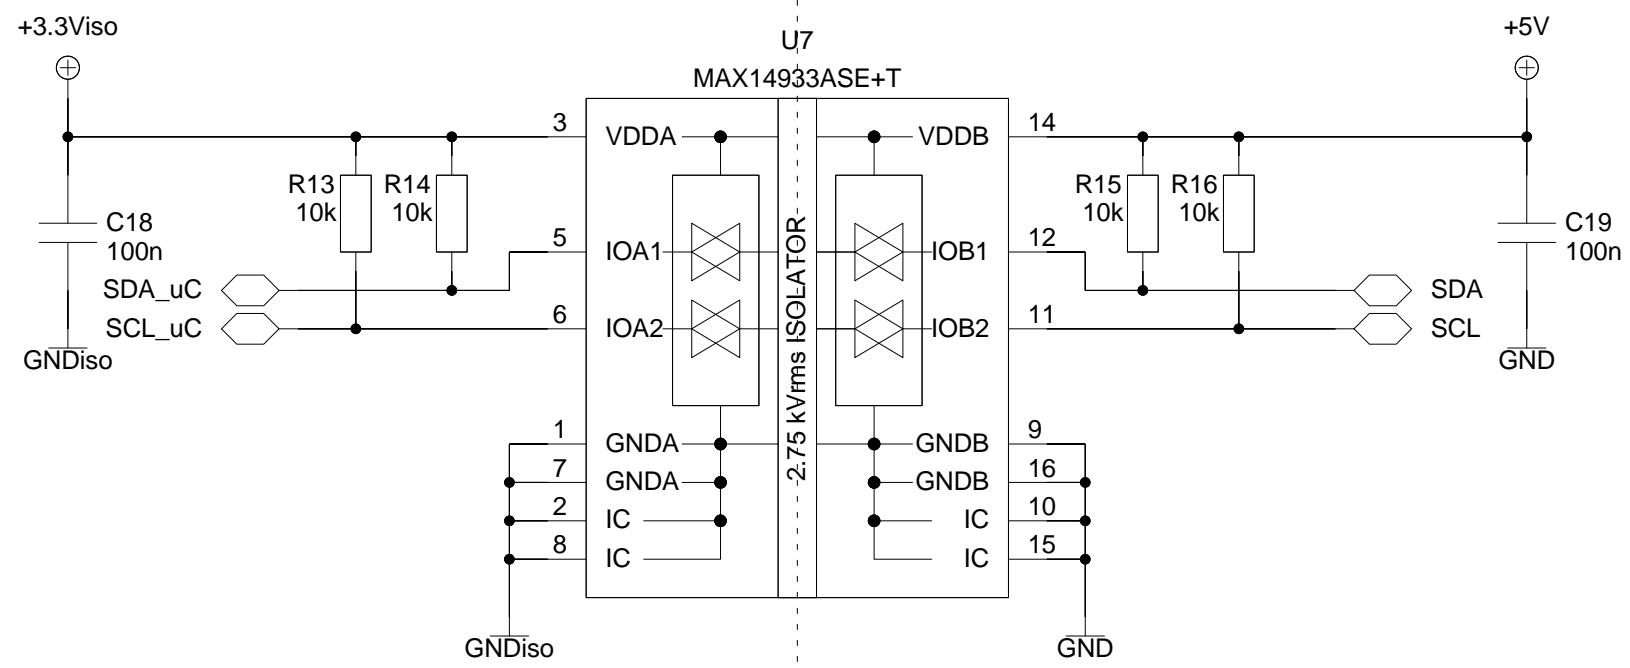 +3.3Viso
U7
+5V
MAX14933ASE+T
3
VDDA
VDDB
14
R13
10k
R14
10k
R15
10k
R16
10k
C18
100n
C19
100n
5
IOA1
IOB1
12
SDA_uC
SDA
SCL_uC
6
IOA2
IOB2
11
SCL
GNDiso
GND
2.75 kVrms ISOLATOR
1
GNDA
GNDB
9
7
GNDA
GNDB
16
2
IC
IC
10
8
IC
IC
15
GNDiso
GND